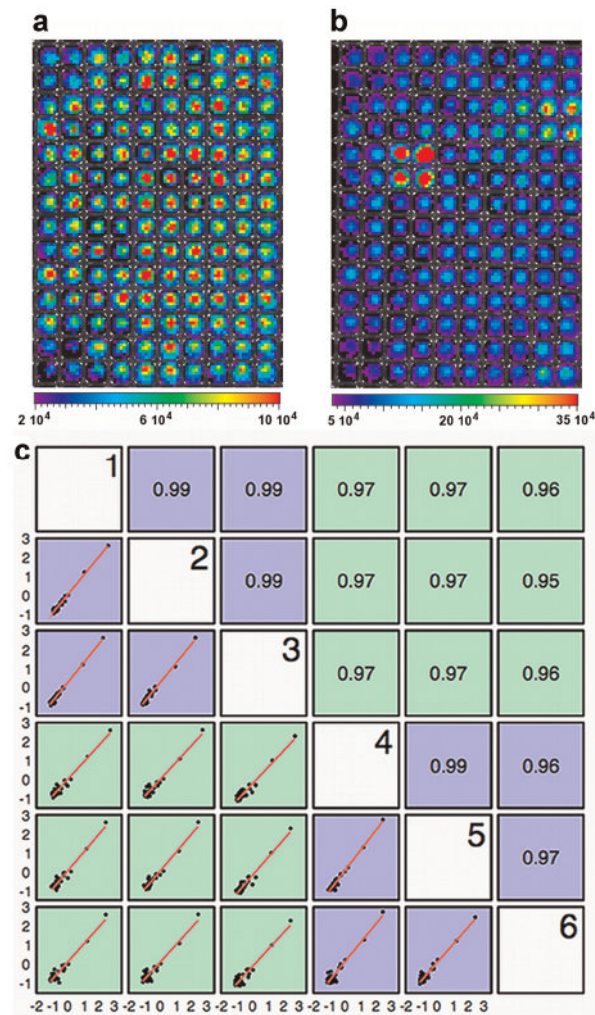 a b
2 10⁴ 6 10⁴ 10 10⁴ 5 10⁴ 20 10⁴ 35 10⁴
c
1 0.99 0.99 0.97 0.97 0.96
3 2 1 0 -1 2 0.99 0.97 0.97 0.95
3 2 1 0 -1 3 0.97 0.97 0.96
3 2 1 0 -1 4 0.99 0.96
3 2 1 0 -1 5 0.97
3 2 1 0 -1 6
-2 -1 0 1 2 3 -2 -1 0 1 2 3 -2 -1 0 1 2 3 -2 -1 0 1 2 3 -2 -1 0 1 2 3